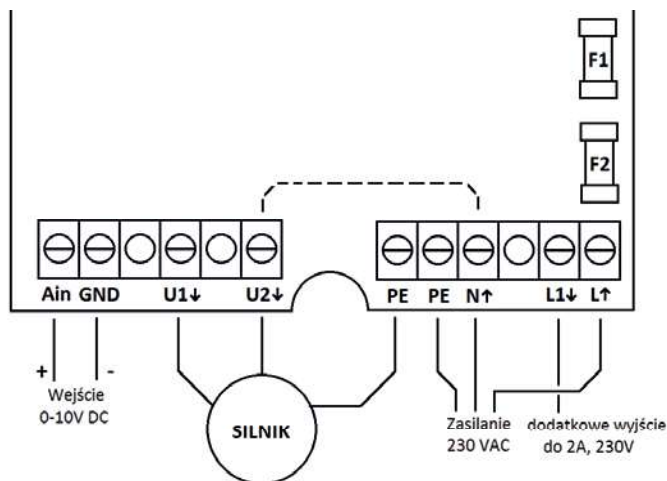 F1
F2
Ain GND U1↓ U2↓ PE PE N↑ L1↓ L↑
+ -
Wejście
0-10V DC
SILNIK
Zasilanie
230 VAC
dodatkowe wyjście
do 2A, 230V